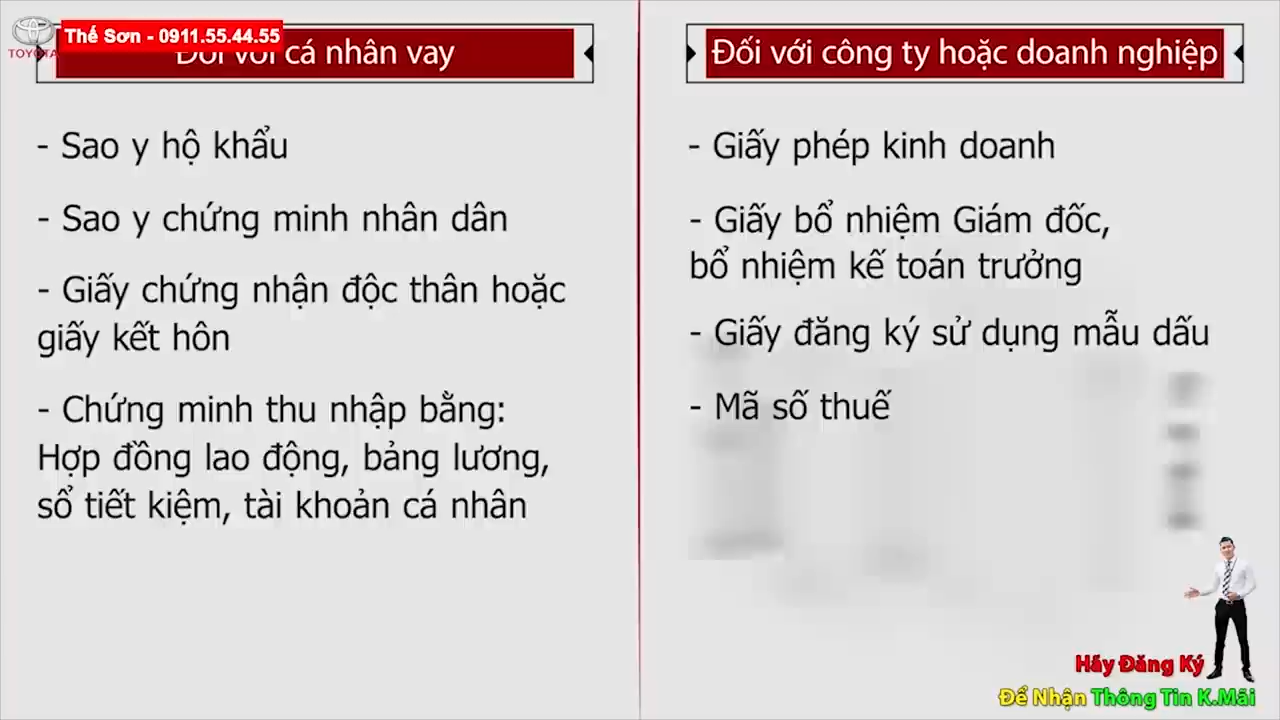 TOYOTA
Thế Sơn - 0911.55.44.55
Đối với cá nhân vay
- Sao y hộ khẩu
- Sao y chứng minh nhân dân
- Giấy chứng nhận độc thân hoặc
giấy kết hôn
- Chứng minh thu nhập bằng:
Hợp đồng lao động, bảng lương,
sổ tiết kiệm, tài khoản cá nhân
Đối với công ty hoặc doanh nghiệp
- Giấy phép kinh doanh
- Giấy bổ nhiệm Giám đốc,
bổ nhiệm kế toán trưởng
- Giấy đăng ký sử dụng mẫu dấu
- Mã số thuế
Hãy Đăng Ký
Để Nhận Thông Tin K.Mãi